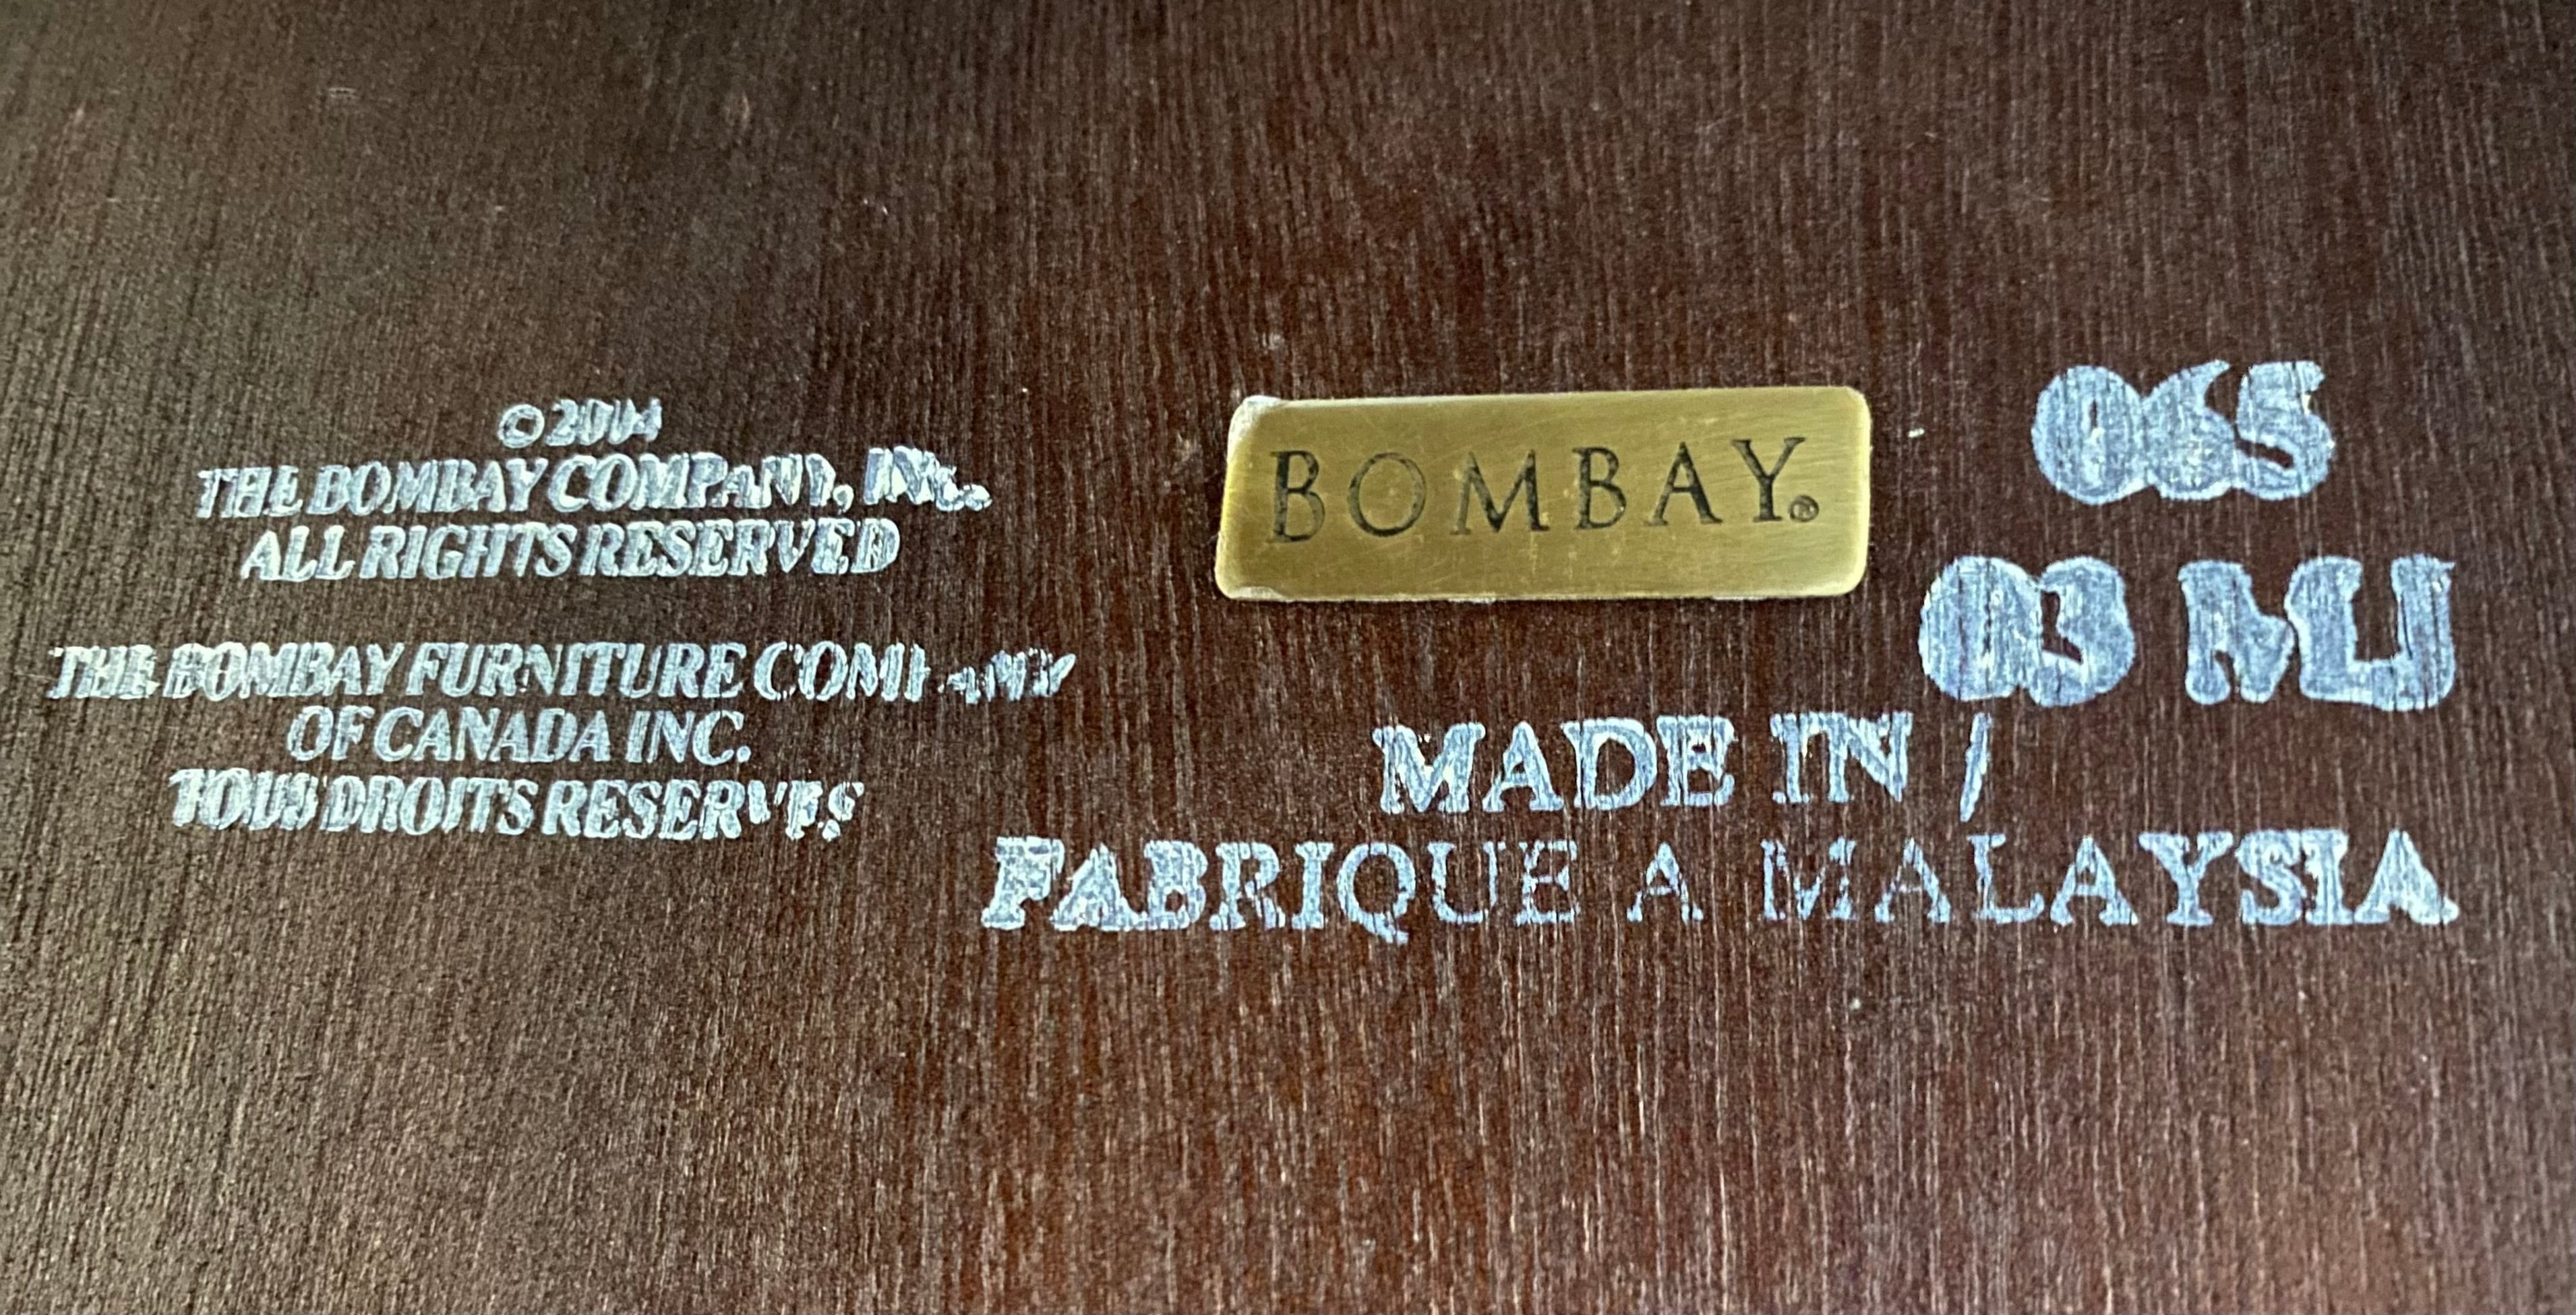 ©2004
THE BOMBAY COMPANY, INC.
ALL RIGHTS RESERVED
THE BOMBAY FURNITURE COMPANY
OF CANADA INC.
TOUS DROITS RESERVES
BOMBAY®
065
03 MJ
MADE IN /
FABRIQUE A MALAYSIA